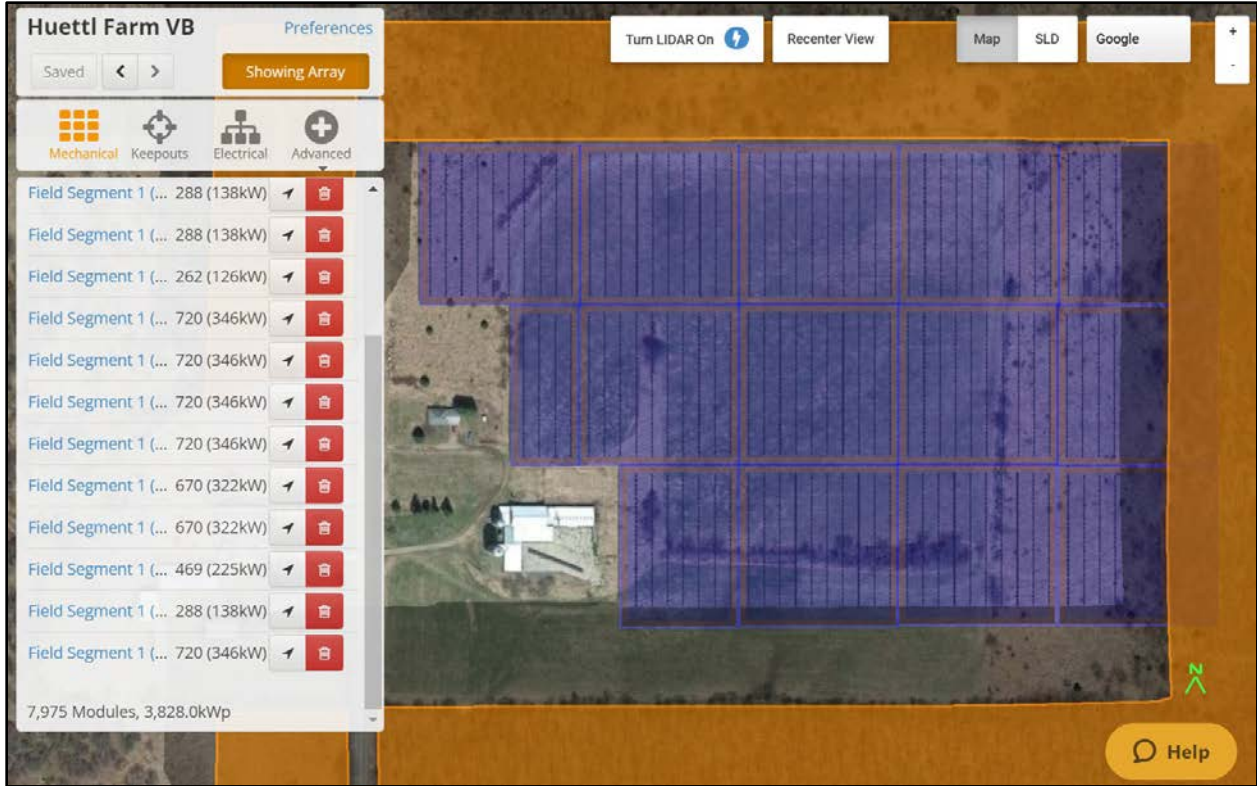 Huettl Farm VB Preferences
Saved < > Showing Array
Mechanical Keepouts Electrical Advanced
Field Segment 1 (... 288 (138kW)
Field Segment 1 (... 288 (138kW)
Field Segment 1 (... 262 (126kW)
Field Segment 1 (... 720 (346kW)
Field Segment 1 (... 720 (346kW)
Field Segment 1 (... 720 (346kW)
Field Segment 1 (... 720 (346kW)
Field Segment 1 (... 670 (322kW)
Field Segment 1 (... 670 (322kW)
Field Segment 1 (... 469 (225kW)
Field Segment 1 (... 288 (138kW)
Field Segment 1 (... 720 (346kW)
7,975 Modules, 3,828.0kWp
Turn LIDAR On Recenter View Map SLD Google +
-
N
Help